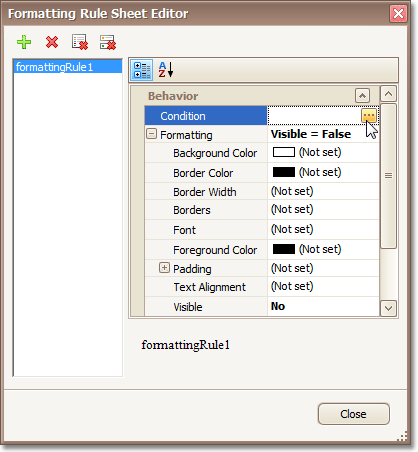 Formatting Rule Sheet Editor
formattingRule1
A
Z
Behavior
Condition
Formatting Visible = False
Background Color (Not set)
Border Color (Not set)
Border Width (Not set)
Borders (Not set)
Font (Not set)
Foreground Color (Not set)
Padding (Not set)
Text Alignment (Not set)
Visible No
formattingRule1
Close